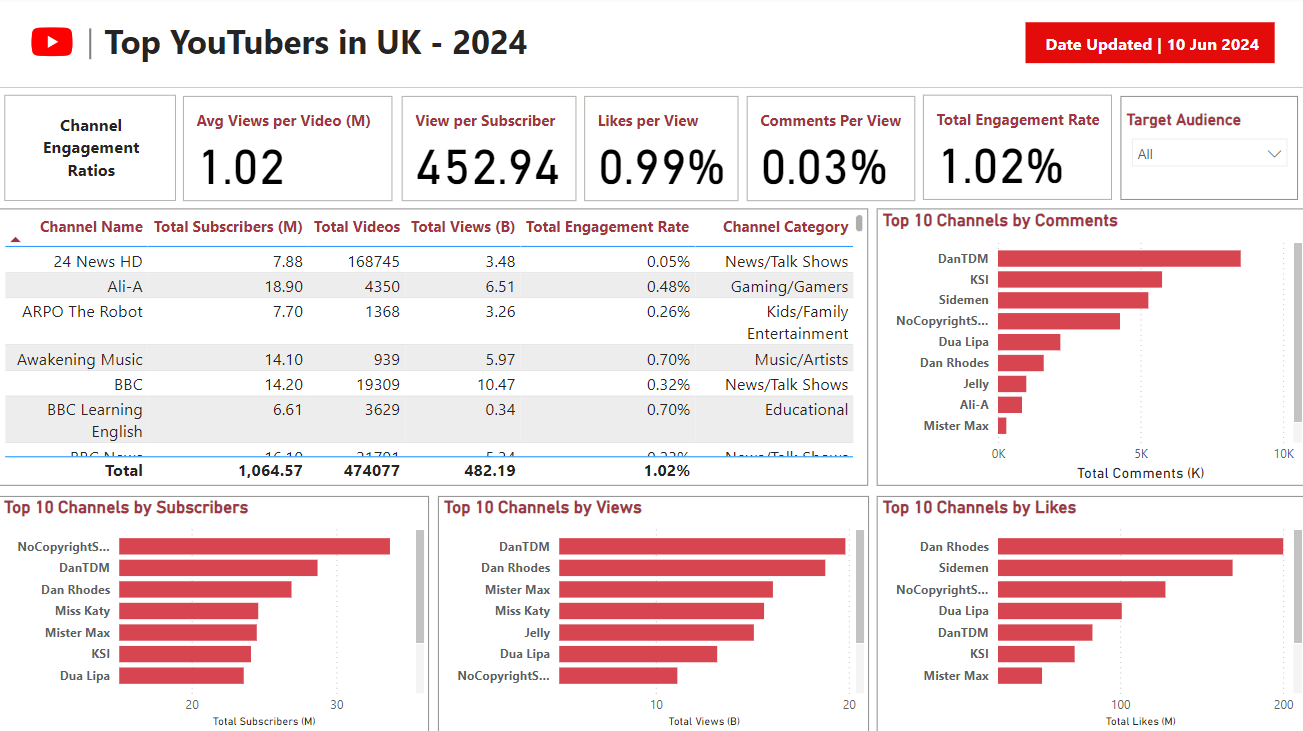 Top YouTubers in UK - 2024
Date Updated | 10 Jun 2024
Channel
Engagement
Ratios
Avg Views per Video (M)
1.02
View per Subscriber
452.94
Likes per View
0.99%
Comments Per View
0.03%
Total Engagement Rate
1.02%
Target Audience
All
Channel Name Total Subscribers (M) Total Videos Total Views (B) Total Engagement Rate Channel Category
24 News HD 7.88 168745 3.48 0.05% News/Talk Shows
Ali-A 18.90 4350 6.51 0.48% Gaming/Gamers
ARPO The Robot 7.70 1368 3.26 0.26% Kids/Family
Entertainment
Awakening Music 14.10 939 5.97 0.70% Music/Artists
BBC 14.20 19309 10.47 0.32% News/Talk Shows
BBC Learning 6.61 3629 0.34 0.70% Educational
English
BBC News News/Talk Shows
Total 1,064.57 474077 482.19 1.02%
Top 10 Channels by Comments
DanTDM
KSI
Sidemen
NoCopyrightS...
Dua Lipa
Dan Rhodes
Jelly
Ali-A
Mister Max
0K 5K 10K
Total Comments (K)
Top 10 Channels by Subscribers
NoCopyrightS...
DanTDM
Dan Rhodes
Miss Katy
Mister Max
KSI
Dua Lipa
20 30
Total Subscribers (M)
Top 10 Channels by Views
DanTDM
Dan Rhodes
Mister Max
Miss Katy
Jelly
Dua Lipa
NoCopyrightS...
10 20
Total Views (B)
Top 10 Channels by Likes
Dan Rhodes
Sidemen
NoCopyrightS...
Dua Lipa
DanTDM
KSI
Mister Max
100 200
Total Likes (M)